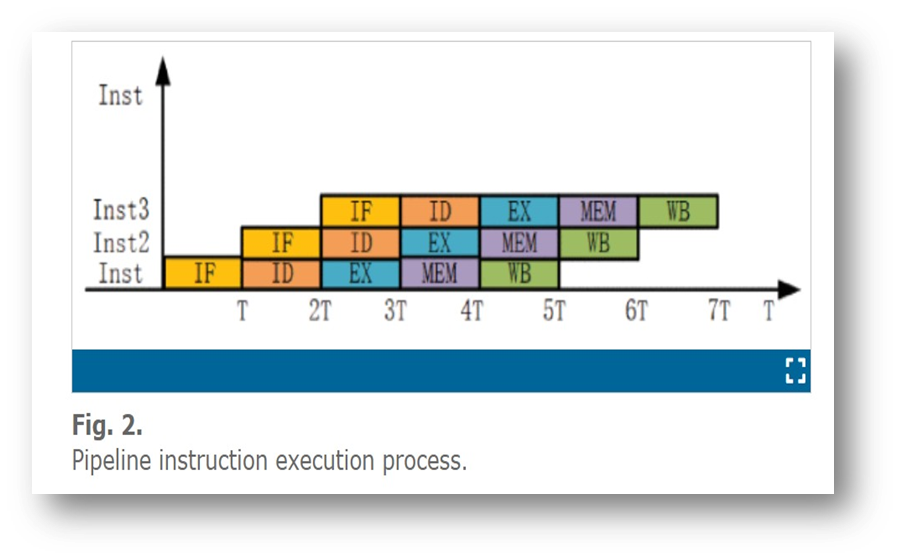 Inst
Inst3 IF ID EX MEM WB
Inst2 IF ID EX MEM WB
Inst IF ID EX MEM WB
T 2T 3T 4T 5T 6T 7T T
Fig. 2.
Pipeline instruction execution process.